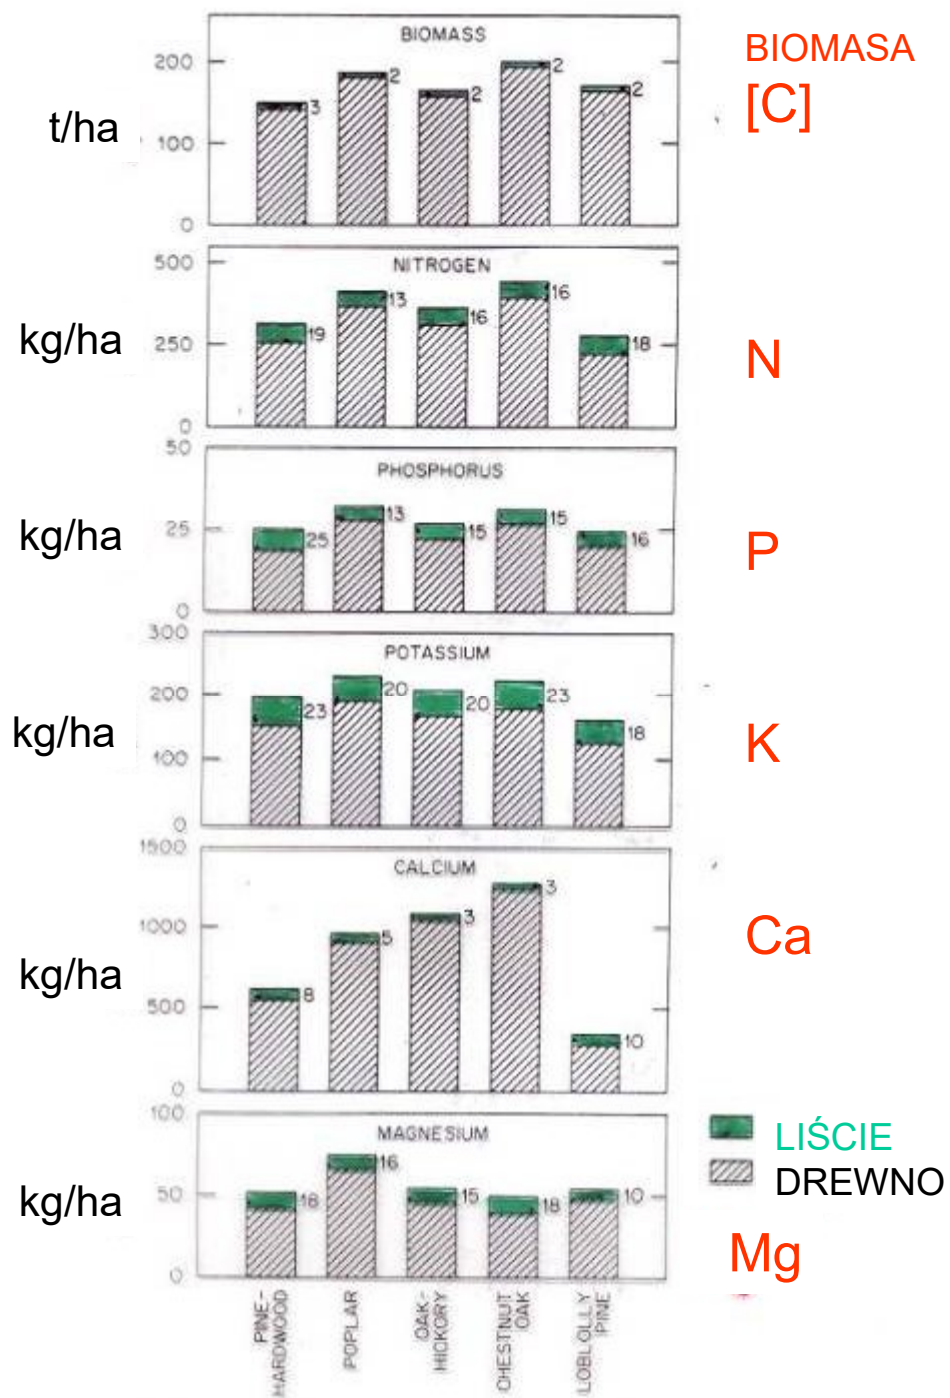 BIOMASS
BIOMASA
[C]
t/ha
200
100
0
3
2
2
2
2
NITROGEN
N
kg/ha
500
250
0
19
13
16
16
18
PHOSPHORUS
P
kg/ha
50
25
0
25
13
15
15
16
POTASSIUM
K
kg/ha
300
200
100
0
23
20
20
23
18
CALCIUM
Ca
kg/ha
1500
1000
500
0
8
5
3
3
10
MAGNESIUM
Mg
kg/ha
100
50
0
16
16
15
18
10
LIŚCIE
DREWNO
PINE-
HARDWOOD
POPLAR
OAK-
HICKORY
CHESTNUT
OAK
LOBLOLLY
PINE